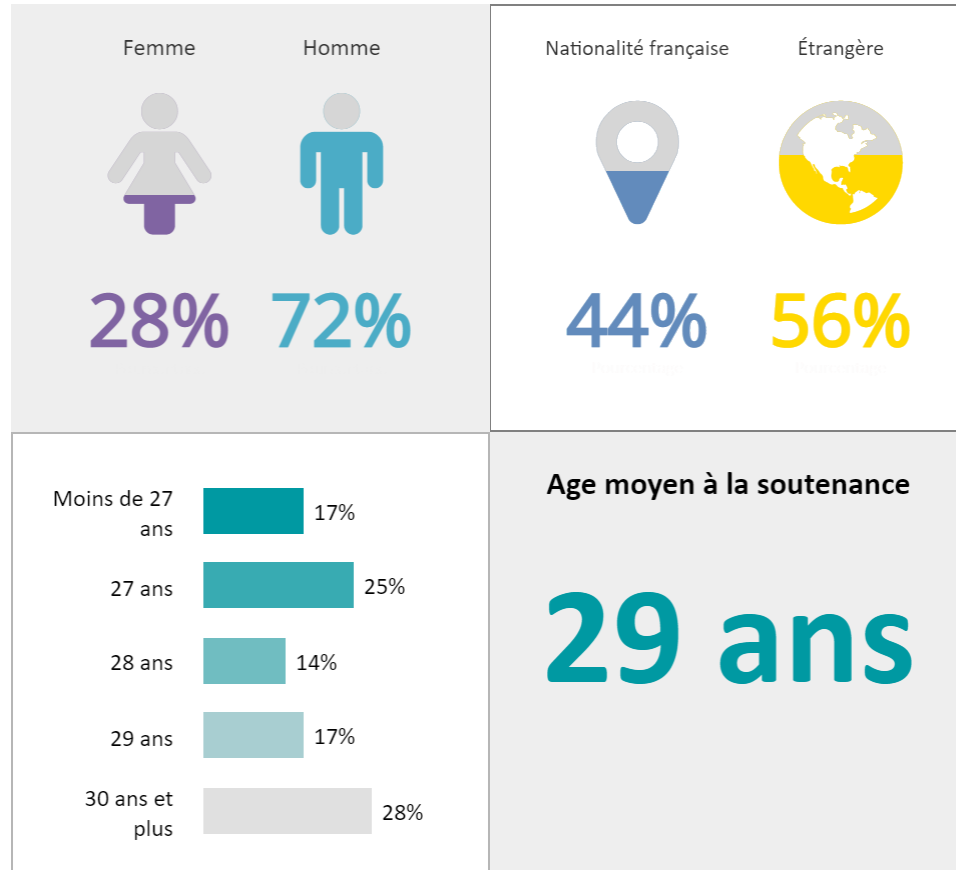 Femme Homme
28% 72%
Nationalité française Étrangère
44% 56%
Moins de 27
ans
17%
27 ans
25%
28 ans
14%
29 ans
17%
30 ans et
plus
28%
Age moyen à la soutenance
29 ans